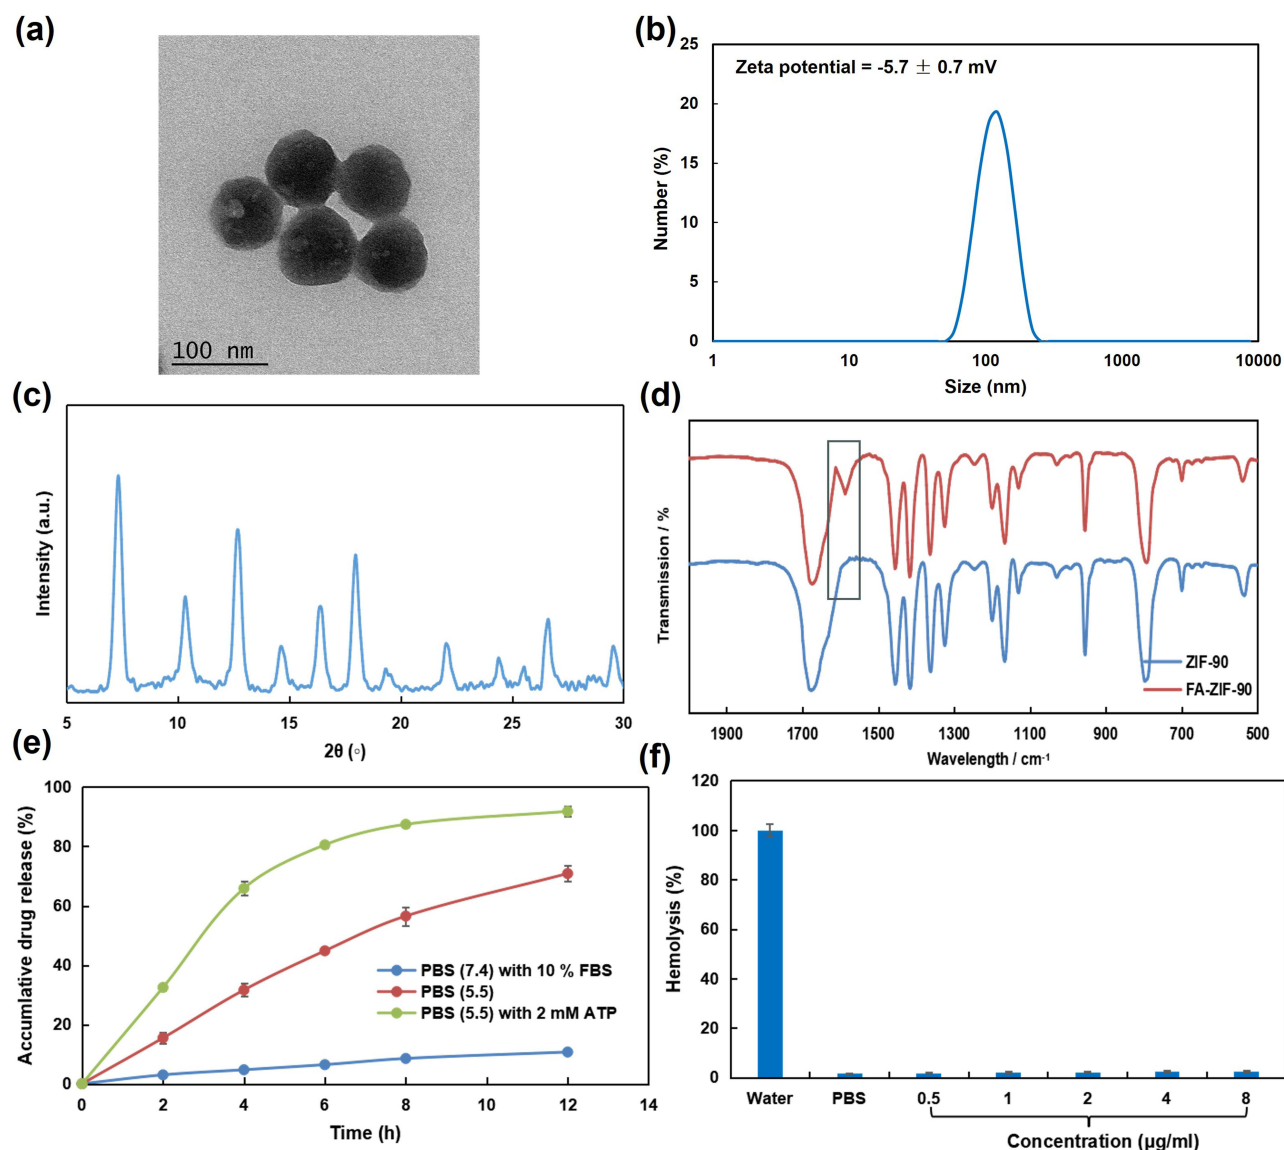 (a)
100 nm
(b)
Zeta potential = -5.7 ± 0.7 mV
Number (%)
25
20
15
10
5
0
1 10 100 1000 10000
Size (nm)
(c)
Intensity (a.u.)
5 10 15 20 25 30
2θ (◦)
(d)
Transmission / %
ZIF-90
FA-ZIF-90
1900 1700 1500 1300 1100 900 700 500
Wavelength / cm⁻¹
(e)
Accumlative drug release (%)
100
80
60
40
20
0
PBS (7.4) with 10 % FBS
PBS (5.5)
PBS (5.5) with 2 mM ATP
0 2 4 6 8 10 12 14
Time (h)
(f)
Hemolysis (%)
120
100
80
60
40
20
0
Water PBS 0.5 1 2 4 8
Concentration (µg/ml)